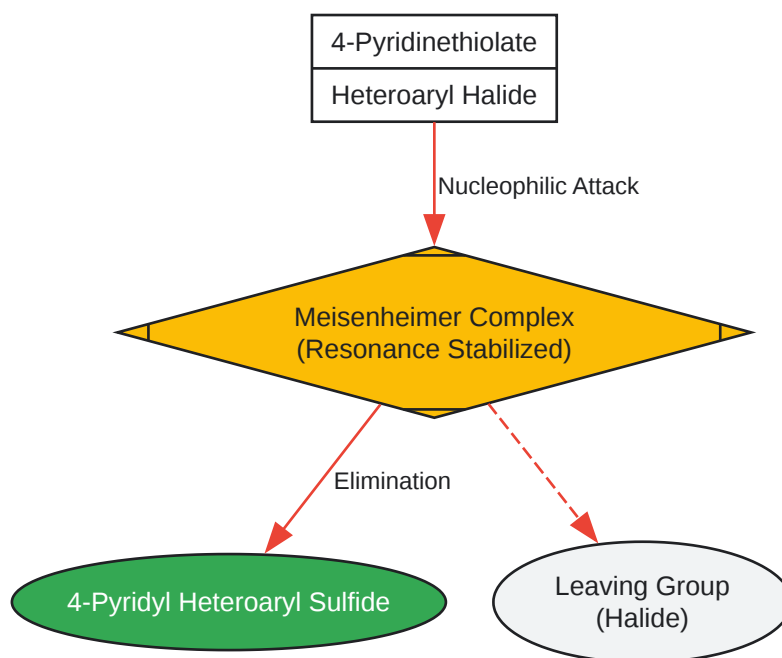 4-Pyridinethiolate
Heteroaryl Halide
Nucleophilic Attack
Meisenheimer Complex
(Resonance Stabilized)
Elimination
4-Pyridyl Heteroaryl Sulfide
Leaving Group
(Halide)